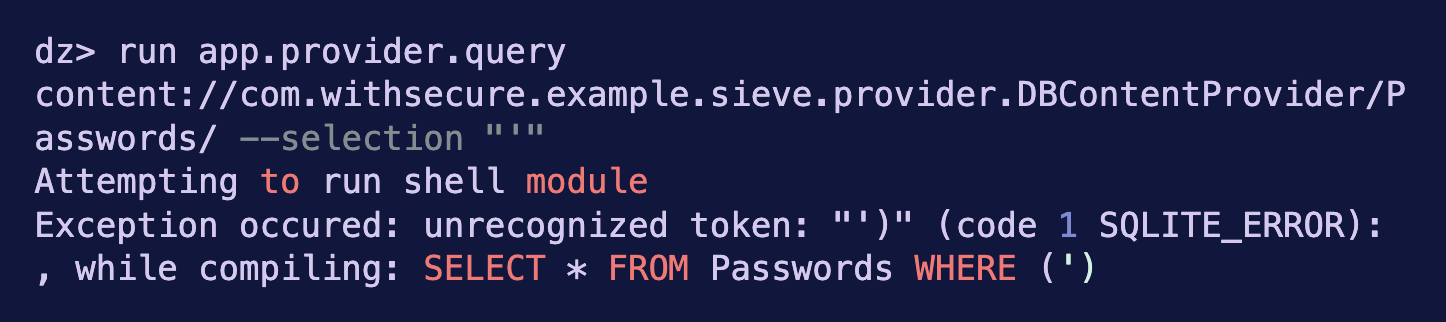 dz> run app.provider.query
content://com.withsecure.example.sieve.provider.DBContentProvider/P
asswords/ --selection "'"
Attempting to run shell module
Exception occured: unrecognized token: "')" (code 1 SQLITE_ERROR):
, while compiling: SELECT * FROM Passwords WHERE (')